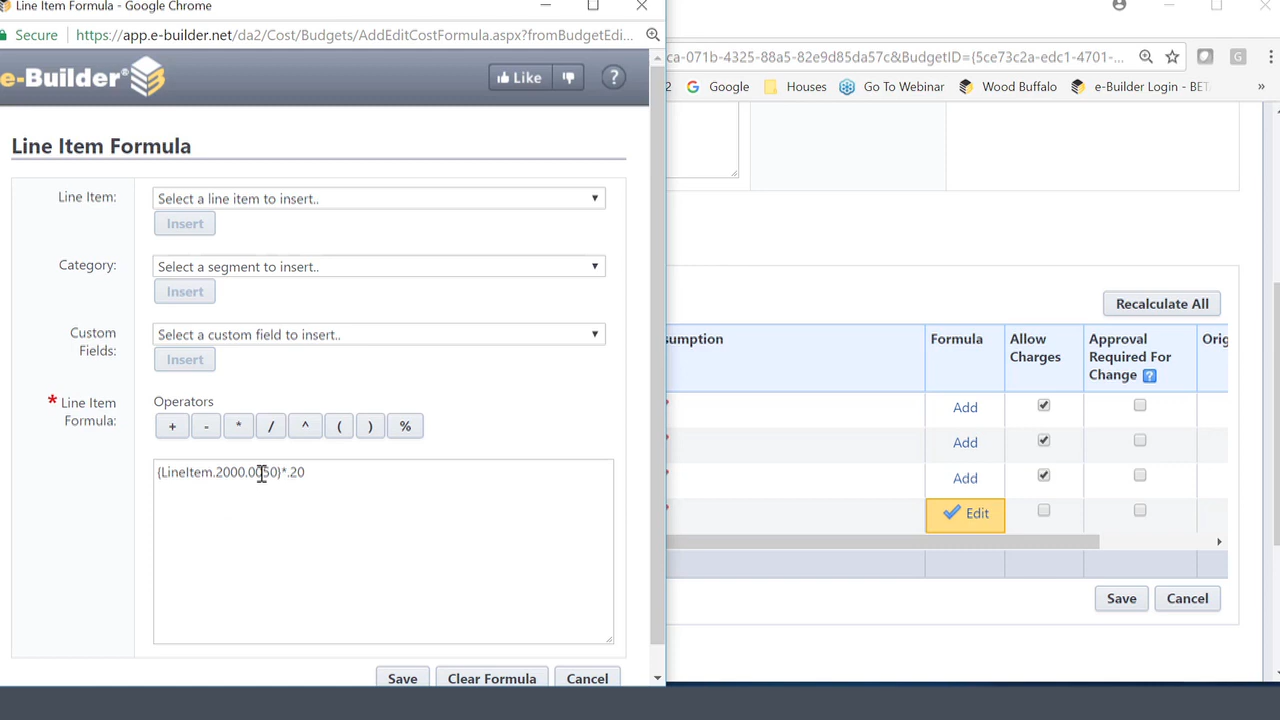 Line Item Formula - Google Chrome
Secure https://app.e-builder.net/da2/Cost/Budgets/AddEditCostFormula.aspx?fromBudgetEdi...
ca-071b-4325-88a5-82e9d85da57c&BudgetID={5ce73c2a-edc1-4701-...
G
e-Builder®
Like
?
2 Google Houses Go To Webinar Wood Buffalo e-Builder Login - BET »
Line Item Formula
Line Item: Select a line item to insert..
Insert
Category: Select a segment to insert..
Insert
Custom Fields: Select a custom field to insert..
Insert
* Line Item Formula: Operators
+ - * / ^ ( ) %
{LineItem.2000.0050}*.20
Save Clear Formula Cancel
Recalculate All
sumption Formula Allow Charges Approval Required For Change ? Orig
* Add
* Add
* Add
* Edit
Save Cancel